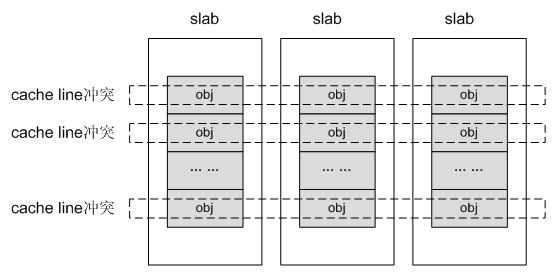 slab slab slab
cache line冲突 obj obj obj
cache line冲突 obj obj obj
... ... ... ... ... ...
cache line冲突 obj obj obj